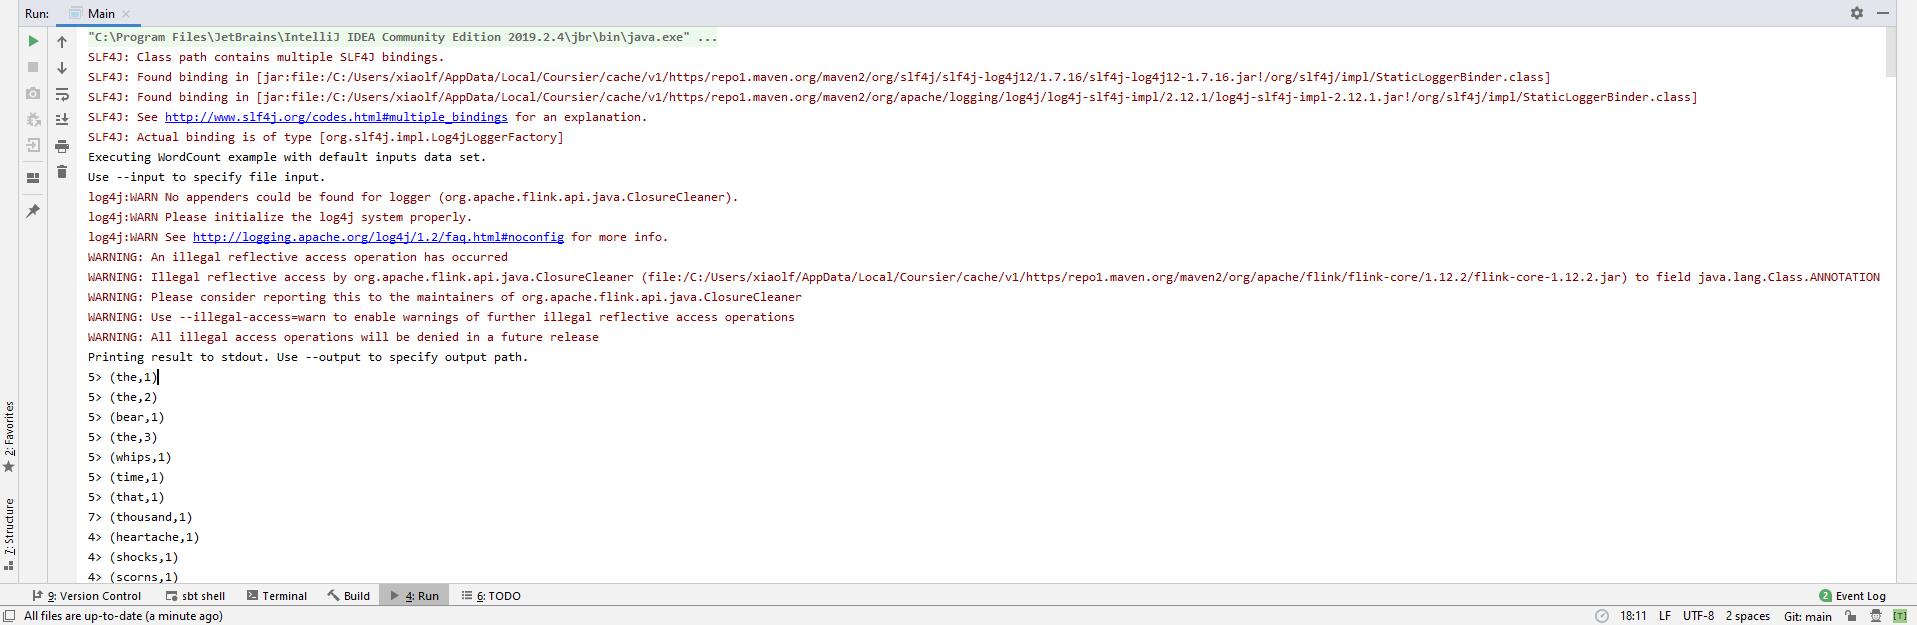 Run: Main
"C:\Program Files\JetBrains\IntelliJ IDEA Community Edition 2019.2.4\jbr\bin\java.exe" ...
SLF4J: Class path contains multiple SLF4J bindings.
SLF4J: Found binding in [jar:file:/C:/Users/xiaolf/AppData/Local/Coursier/cache/v1/https/repo1.maven.org/maven2/org/slf4j/slf4j-log4j12/1.7.16/slf4j-log4j12-1.7.16.jar!/org/slf4j/impl/StaticLoggerBinder.class]
SLF4J: Found binding in [jar:file:/C:/Users/xiaolf/AppData/Local/Coursier/cache/v1/https/repo1.maven.org/maven2/org/apache/logging/log4j/log4j-slf4j-impl/2.12.1/log4j-slf4j-impl-2.12.1.jar!/org/slf4j/impl/StaticLoggerBinder.class]
SLF4J: See http://www.slf4j.org/codes.html#multiple_bindings for an explanation.
SLF4J: Actual binding is of type [org.slf4j.impl.Log4jLoggerFactory]
Executing WordCount example with default inputs data set.
Use --input to specify file input.
log4j:WARN No appenders could be found for logger (org.apache.flink.api.java.ClosureCleaner).
log4j:WARN Please initialize the log4j system properly.
log4j:WARN See http://logging.apache.org/log4j/1.2/faq.html#noconfig for more info.
WARNING: An illegal reflective access operation has occurred
WARNING: Illegal reflective access by org.apache.flink.api.java.ClosureCleaner (file:/C:/Users/xiaolf/AppData/Local/Coursier/cache/v1/https/repo1.maven.org/maven2/org/apache/flink/flink-core/1.12.2/flink-core-1.12.2.jar) to field java.lang.Class.ANNOTATION
WARNING: Please consider reporting this to the maintainers of org.apache.flink.api.java.ClosureCleaner
WARNING: Use --illegal-access=warn to enable warnings of further illegal reflective access operations
WARNING: All illegal access operations will be denied in a future release
Printing result to stdout. Use --output to specify output path.
5> (the,1)
5> (the,2)
5> (bear,1)
5> (the,3)
5> (whips,1)
5> (time,1)
5> (that,1)
7> (thousand,1)
4> (heartache,1)
4> (shocks,1)
4> (scorns,1)
2: Favorites
7: Structure
9: Version Control sbt shell Terminal Build 4: Run 6: TODO 2 Event Log
All files are up-to-date (a minute ago) 18:11 LF UTF-8 2 spaces Git: main [T]